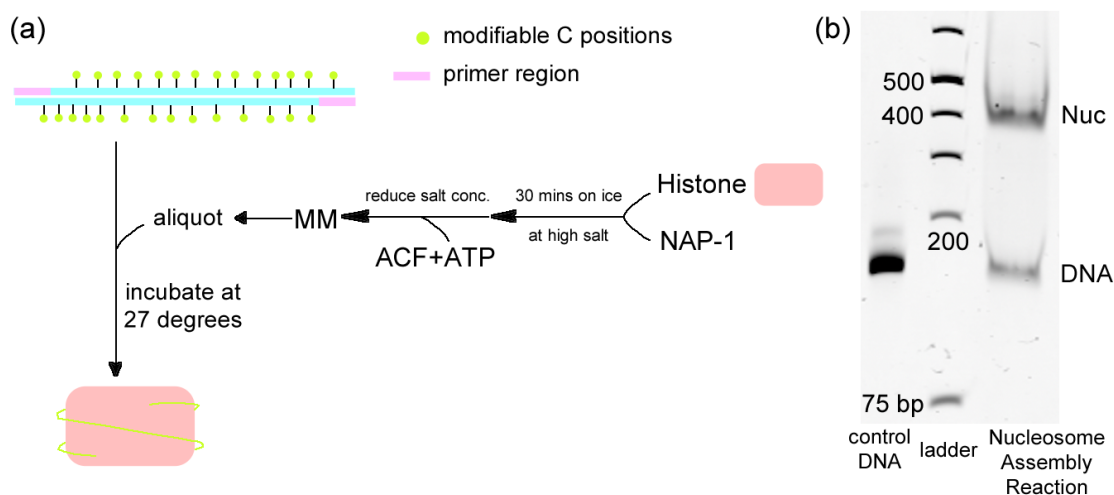 (a)
modifiable C positions
primer region
Histone
30 mins on ice
reduce salt conc.
aliquot
MM
at high salt
NAP-1
ACF+ATP
incubate at
27 degrees
(b)
500
400
Nuc
200
DNA
75 bp
control
DNA
ladder
Nucleosome
Assembly
Reaction